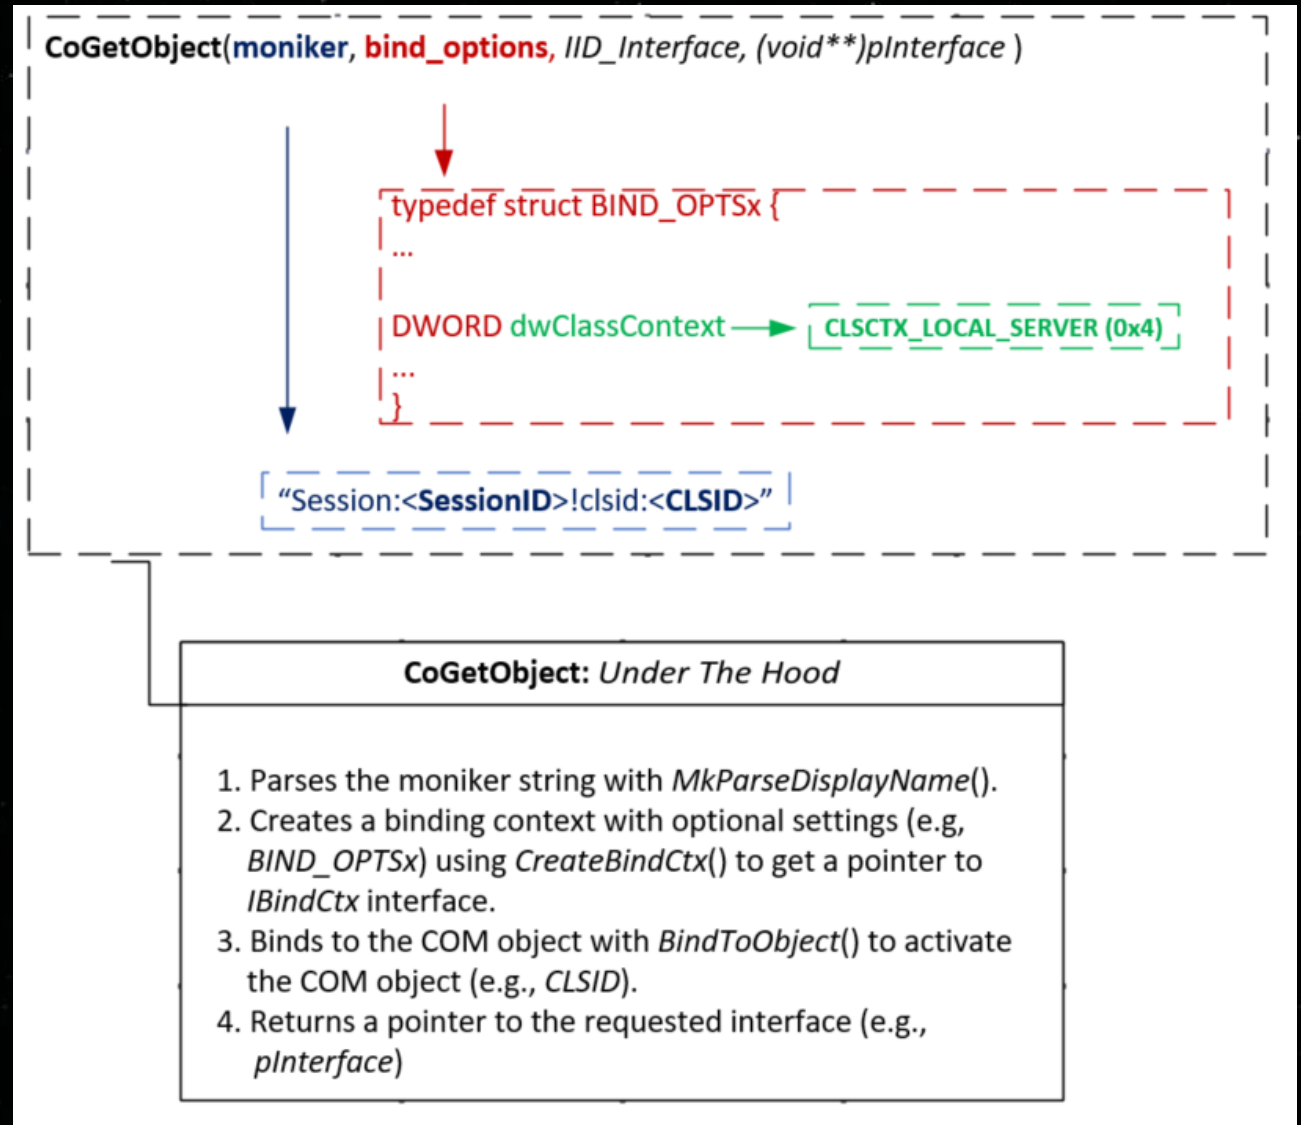 CoGetObject(moniker, bind_options, IID_Interface, (void**)pInterface )
typedef struct BIND_OPTSx {
...
DWORD dwClassContext
CLSCTX_LOCAL_SERVER (0x4)
...
}
“Session:<SessionID>!clsid:<CLSID>”
CoGetObject: Under The Hood
1. Parses the moniker string with MkParseDisplayName().
2. Creates a binding context with optional settings (e.g,
BIND_OPTSx) using CreateBindCtx() to get a pointer to
IBindCtx interface.
3. Binds to the COM object with BindToObject() to activate
the COM object (e.g., CLSID).
4. Returns a pointer to the requested interface (e.g.,
pInterface)